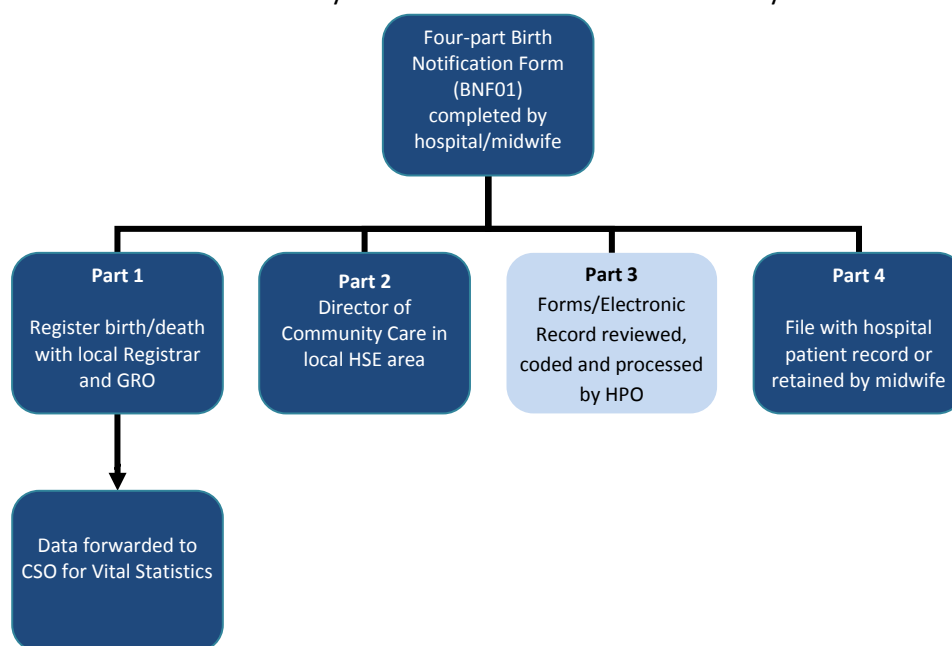 Four-part Birth
Notification Form
(BNF01)
completed by
hospital/midwife
Part 1
Register birth/death
with local Registrar
and GRO
Part 2
Director of
Community Care in
local HSE area
Part 3
Forms/Electronic
Record reviewed,
coded and processed
by HPO
Part 4
File with hospital
patient record or
retained by midwife
Data forwarded to
CSO for Vital Statistics